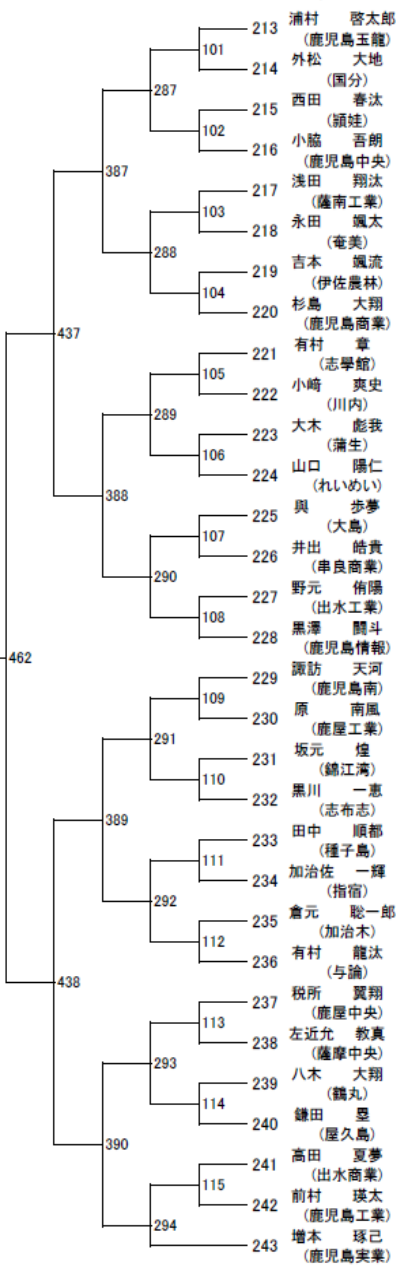 213 浦村 啓太郎
(鹿児島玉龍)
101
214 外松 大地
(国分)
287
215 西田 春汰
(頴娃)
102
216 小脇 吾朗
(鹿児島中央)
387
217 浅田 翔汰
(薩南工業)
103
218 永田 颯太
(奄美)
288
219 吉本 颯流
(伊佐農林)
104
220 杉島 大翔
(鹿児島商業)
437
221 有村 章
(志學館)
105
222 小崎 爽史
(川内)
289
223 大木 彪我
(蒲生)
106
224 山口 陽仁
(れいめい)
388
225 與 歩夢
(大島)
107
226 井出 皓貴
(串良商業)
290
227 野元 侑陽
(出水工業)
108
228 黒澤 闘斗
(鹿児島情報)
462
229 諏訪 天河
(鹿児島南)
109
230 原 南風
(鹿屋工業)
291
231 坂元 煌
(錦江湾)
110
232 黒川 一恵
(志布志)
389
233 田中 順都
(種子島)
111
234 加治佐 一輝
(指宿)
292
235 倉元 聡一郎
(加治木)
112
236 有村 龍汰
(与論)
438
237 税所 翼翔
(鹿屋中央)
113
238 左近允 教真
(薩摩中央)
293
239 八木 大翔
(鶴丸)
114
240 鎌田 塁
(屋久島)
390
241 高田 夏夢
(出水商業)
115
242 前村 瑛太
(鹿児島工業)
294
243 増本 琢己
(鹿児島実業)